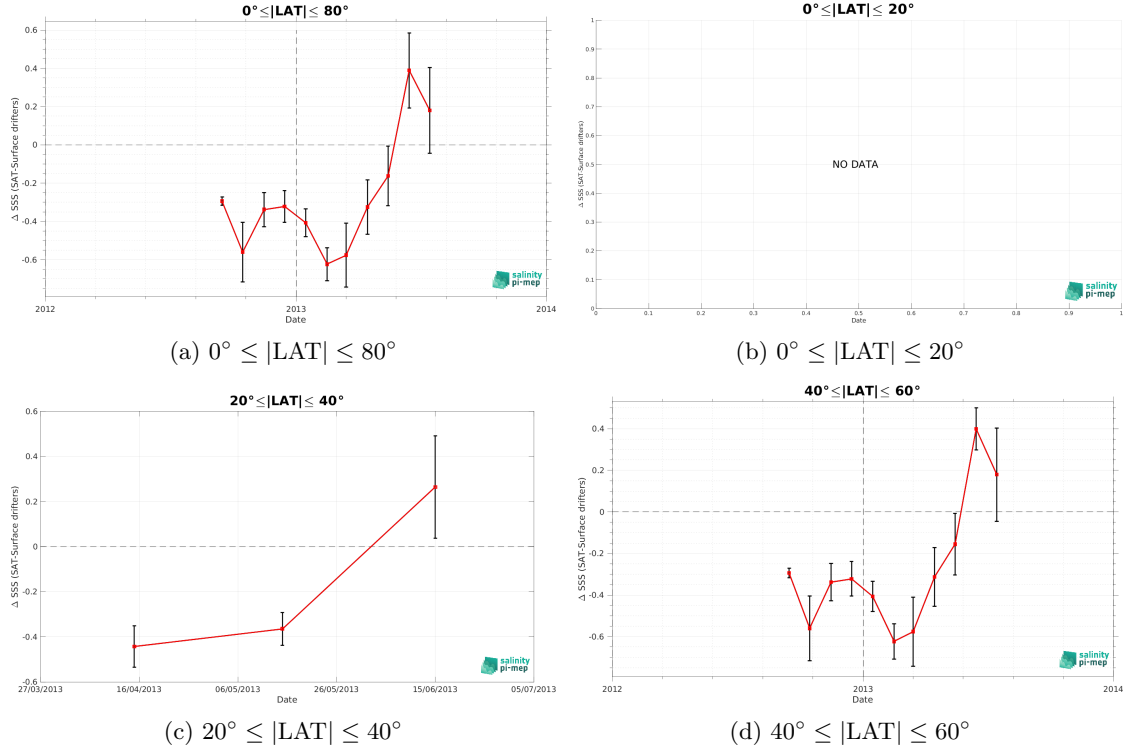 0°≤|LAT|≤ 80°
0.6
0.4
0.2
0
-0.2
-0.4
-0.6
Δ SSS (SAT-Surface drifters)
2012
2013
2014
Date
salinity
pi-mep
(a) 0° ≤ |LAT| ≤ 80°
0°≤|LAT|≤ 20°
1
0.9
0.8
0.7
0.6
0.5
0.4
0.3
0.2
0.1
0
Δ SSS (SAT-Surface drifters)
NO DATA
0 0.1 0.2 0.3 0.4 0.5 0.6 0.7 0.8 0.9 1
Date
salinity
pi-mep
(b) 0° ≤ |LAT| ≤ 20°
20°≤|LAT|≤ 40°
0.6
0.4
0.2
0
-0.2
-0.4
-0.6
Δ SSS (SAT-Surface drifters)
27/03/2013 16/04/2013 06/05/2013 26/05/2013 15/06/2013 05/07/2013
Date
salinity
pi-mep
(c) 20° ≤ |LAT| ≤ 40°
40°≤|LAT|≤ 60°
0.4
0.2
0
-0.2
-0.4
-0.6
Δ SSS (SAT-Surface drifters)
2012
2013
2014
Date
salinity
pi-mep
(d) 40° ≤ |LAT| ≤ 60°